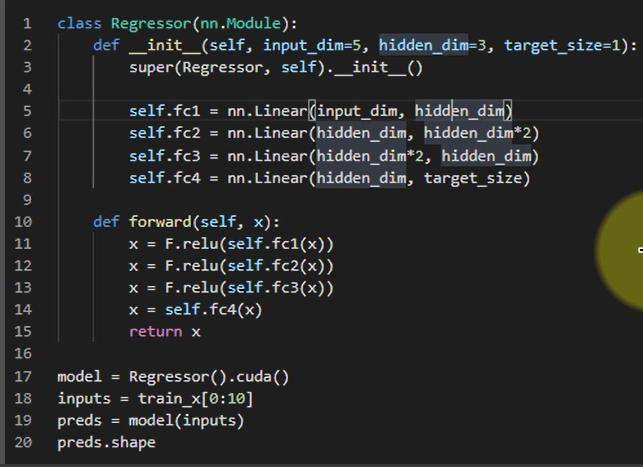 1 class Regressor(nn.Module):
2     def __init__(self, input_dim=5, hidden_dim=3, target_size=1):
3         super(Regressor, self).__init__()
4
5         self.fc1 = nn.Linear(input_dim, hidden_dim)
6         self.fc2 = nn.Linear(hidden_dim, hidden_dim*2)
7         self.fc3 = nn.Linear(hidden_dim*2, hidden_dim)
8         self.fc4 = nn.Linear(hidden_dim, target_size)
9
10     def forward(self, x):
11         x = F.relu(self.fc1(x))
12         x = F.relu(self.fc2(x))
13         x = F.relu(self.fc3(x))
14         x = self.fc4(x)
15         return x
16
17 model = Regressor().cuda()
18 inputs = train_x[0:10]
19 preds = model(inputs)
20 preds.shape